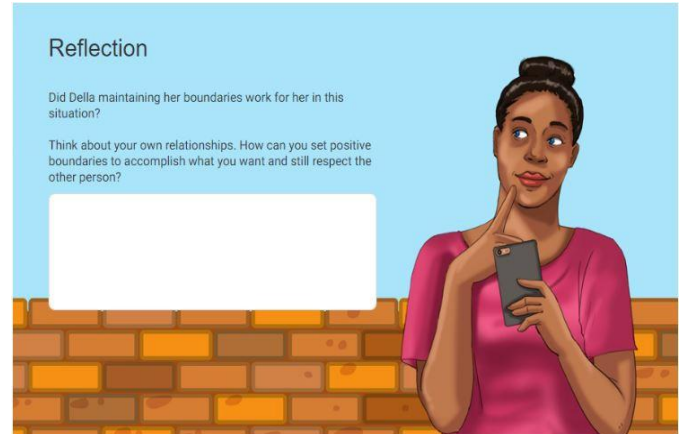 Reflection
Did Della maintaining her boundaries work for her in this
situation?
Think about your own relationships. How can you set positive
boundaries to accomplish what you want and still respect the
other person?